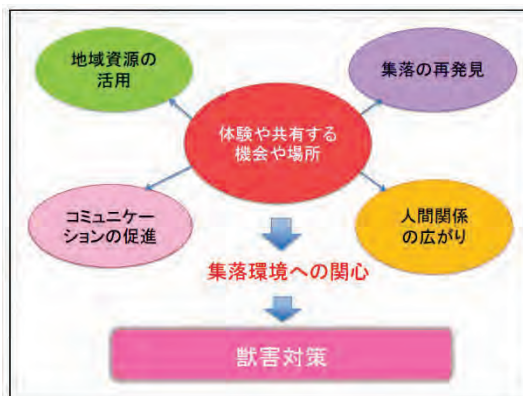 地域資源の
活用
集落の再発見
体験や共有する
機会や場所
コミュニケー
ションの促進
人間関係
の広がり
集落環境への関心
獣害対策